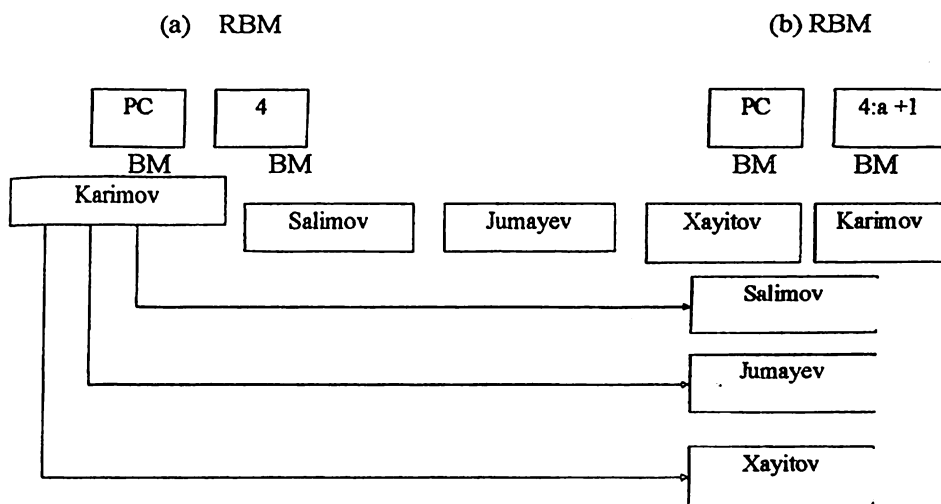 (a) RBM (b) RBM
PC 4 PC 4:a +1
BM BM BM BM
Karimov
Salimov Jumayev Xayitov Karimov
Salimov
Jumayev
Xayitov